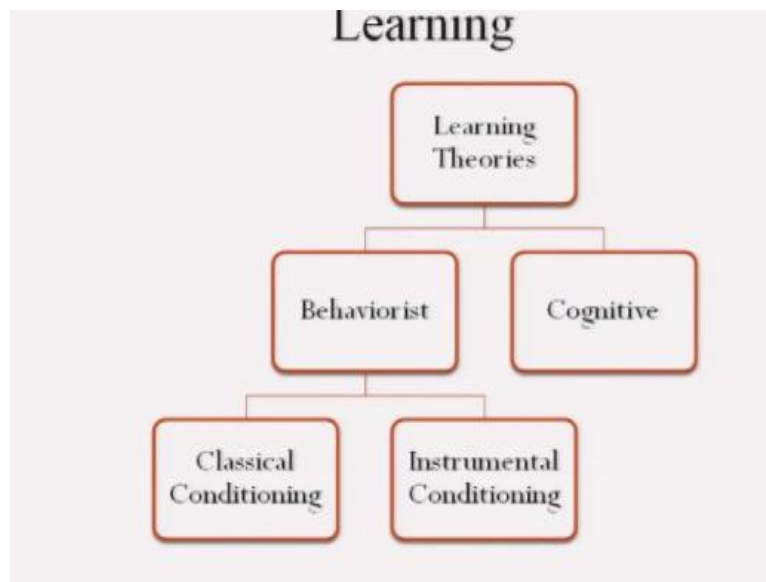 Learning
Learning
Theories
Behaviorist
Cognitive
Classical
Conditioning
Instrumental
Conditioning